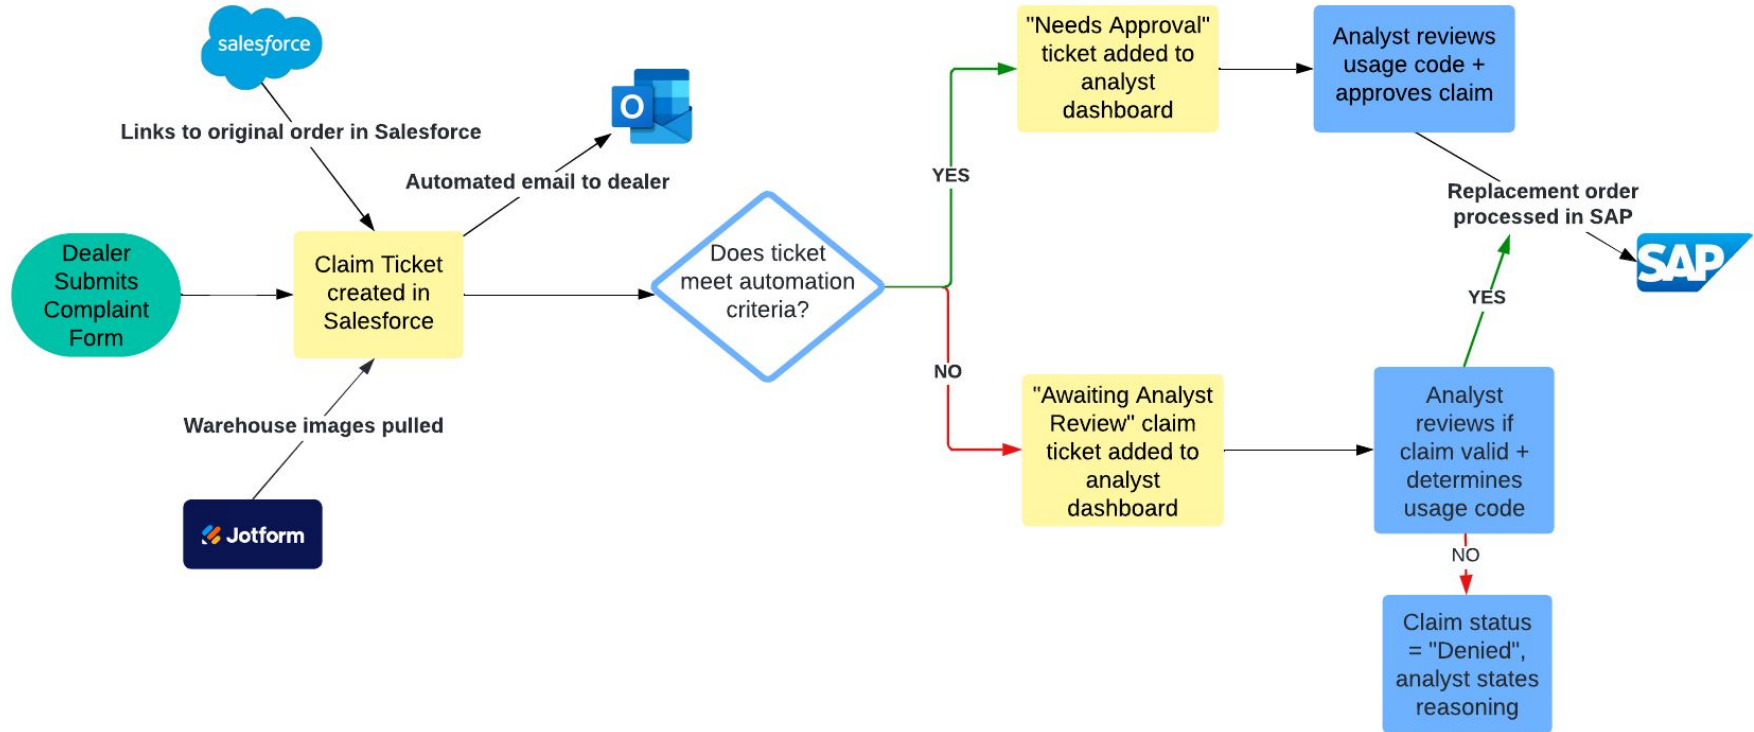 salesforce
Links to original order in Salesforce
O
Automated email to dealer
Dealer
Submits
Complaint
Form
Claim Ticket
created in
Salesforce
Warehouse images pulled
Jotform
Does ticket
meet automation
criteria?
YES
"Needs Approval"
ticket added to
analyst
dashboard
Analyst reviews
usage code +
approves claim
Replacement order
processed in SAP
SAP
NO
"Awaiting Analyst
Review" claim
ticket added to
analyst
dashboard
Analyst
reviews if
claim valid +
determines
usage code
YES
NO
Claim status
= "Denied",
analyst states
reasoning